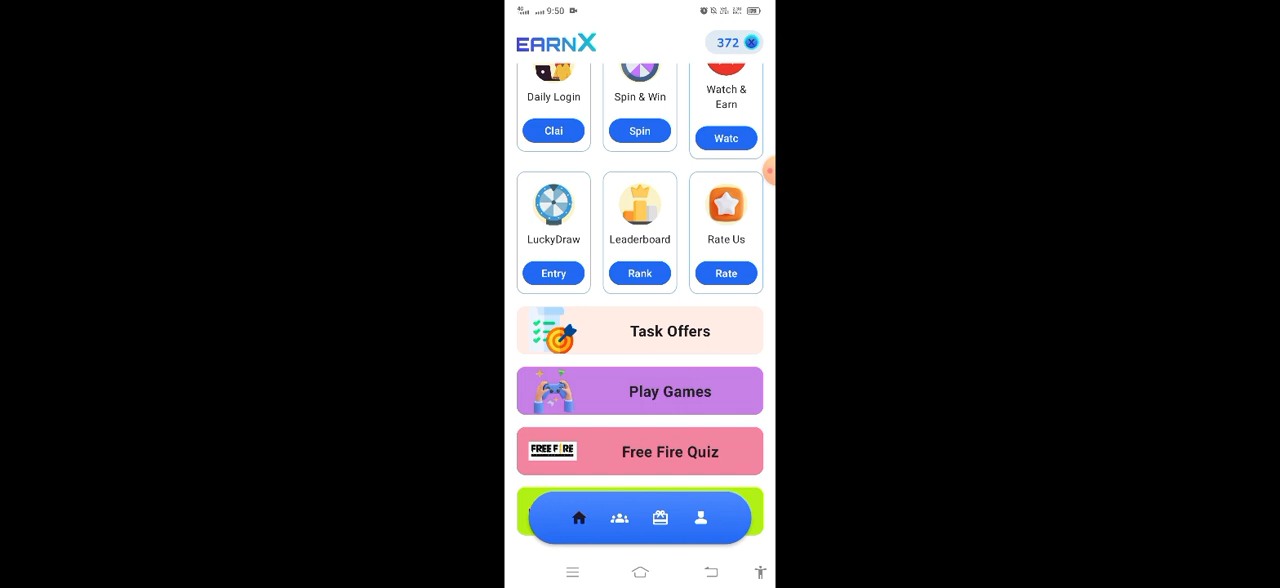 9:50
EARNX
372
Daily Login
Spin & Win
Watch &
Earn
Clai
Spin
Watc
LuckyDraw
Leaderboard
Rate Us
Entry
Rank
Rate
Task Offers
Play Games
FREE FIRE
Free Fire Quiz